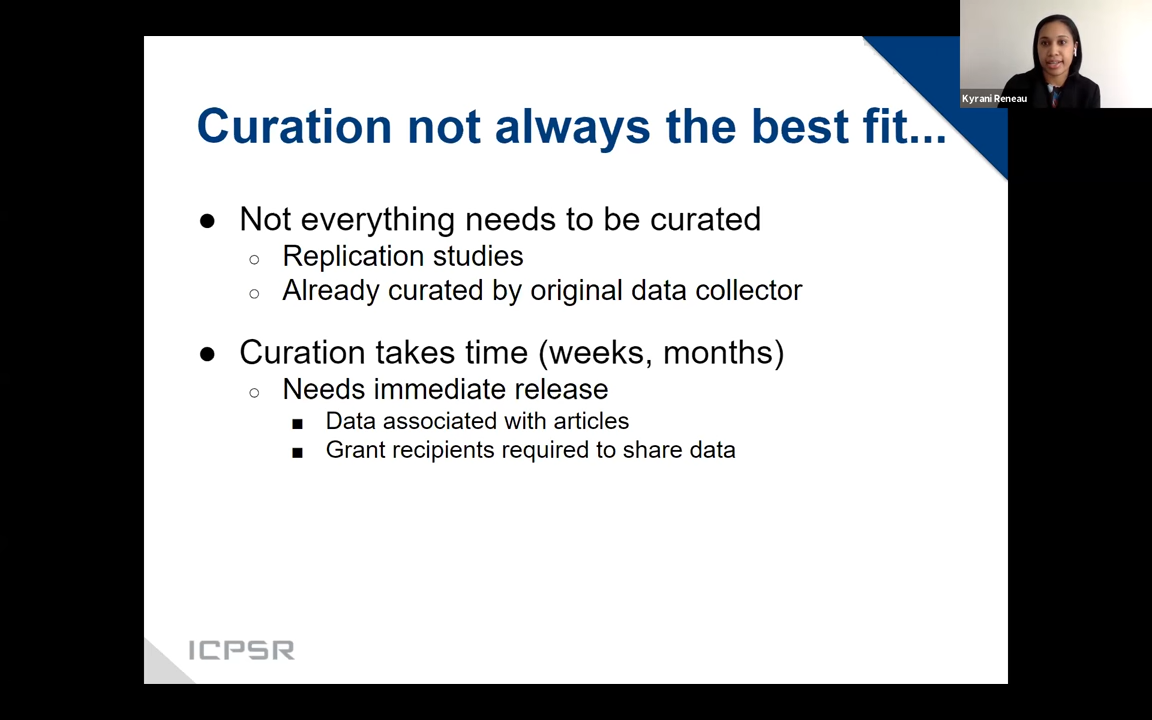 Kyrani Reneau
Curation not always the best fit...
● Not everything needs to be curated
○ Replication studies
○ Already curated by original data collector
● Curation takes time (weeks, months)
○ Needs immediate release
■ Data associated with articles
■ Grant recipients required to share data
ICPSR